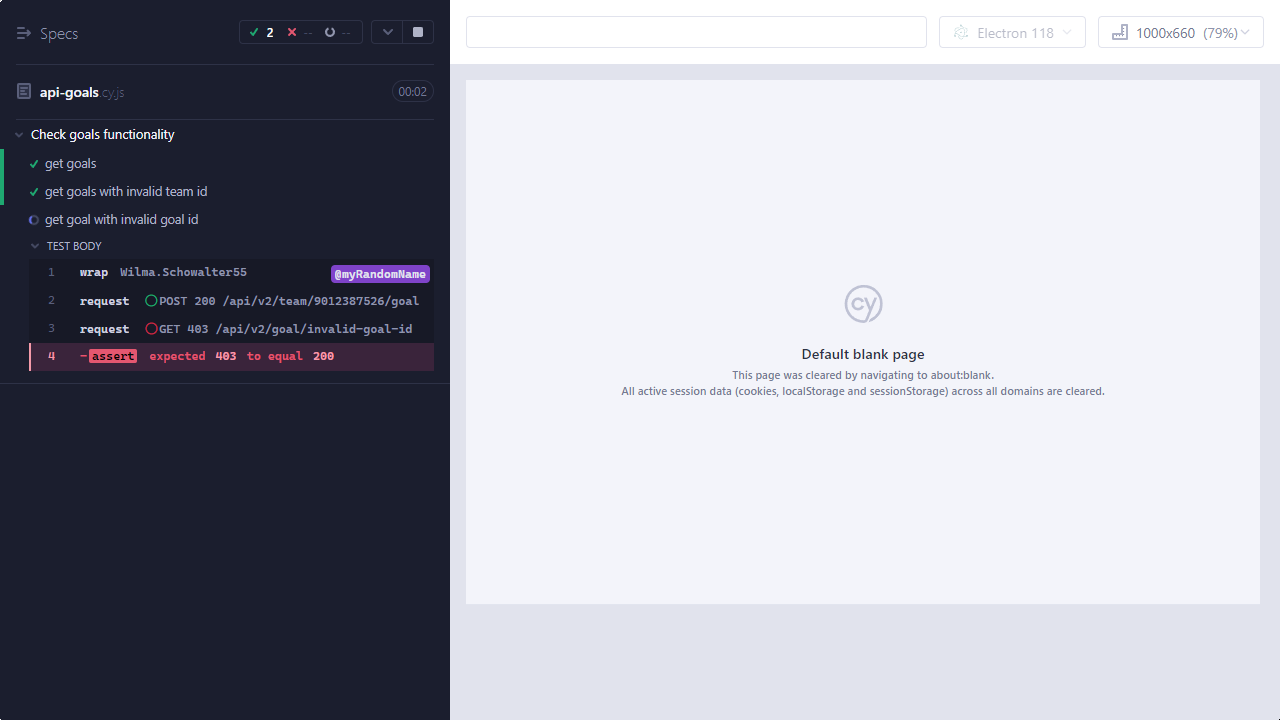 Specs
2 -- --
api-goals.cy.js 00:02
Check goals functionality
get goals
get goals with invalid team id
get goal with invalid goal id
TEST BODY
1 wrap Wilma.Schowalter55 @myRandomName
2 request POST 200 /api/v2/team/9012387526/goal
3 request GET 403 /api/v2/goal/invalid-goal-id
4 -assert expected 403 to equal 200
Electron 118
1000x660 (79%)
cy
Default blank page
This page was cleared by navigating to about:blank.
All active session data (cookies, localStorage and sessionStorage) across all domains are cleared.